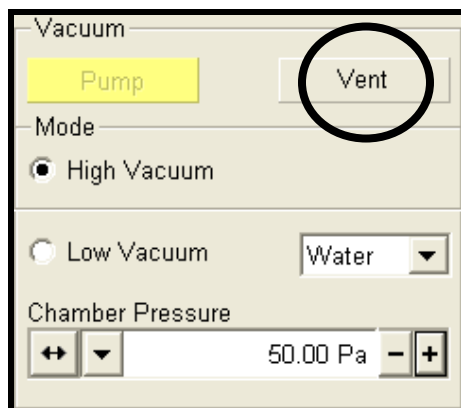 Vacuum
Pump Vent
Mode
High Vacuum
Low Vacuum Water
Chamber Pressure
50.00 Pa - +